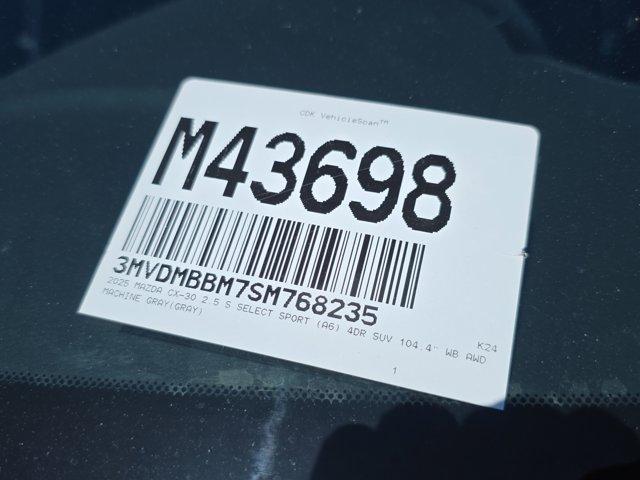 CDK VehicleScan™
M43698
3MVDMBBM7SM768235
2025 MAZDA CX-30 2.5 S SELECT SPORT (A6) 4DR SUV 104.4" WB AWD
MACHINE GRAY(GRAY)
K24
1